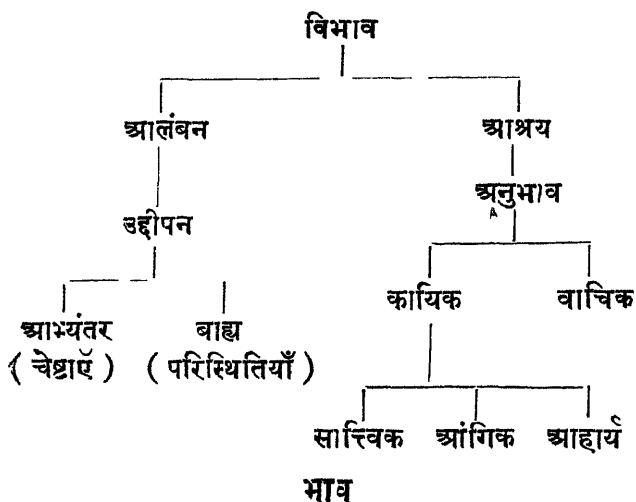 विभाव
आलंबन आश्रय
अनुभाव
उद्दीपन
कायिक वाचिक
आभ्यंतर बाह्य
(चेष्टाएँ) (परिस्थितियाँ)
सात्त्विक आंगिक आहार्य
भाव